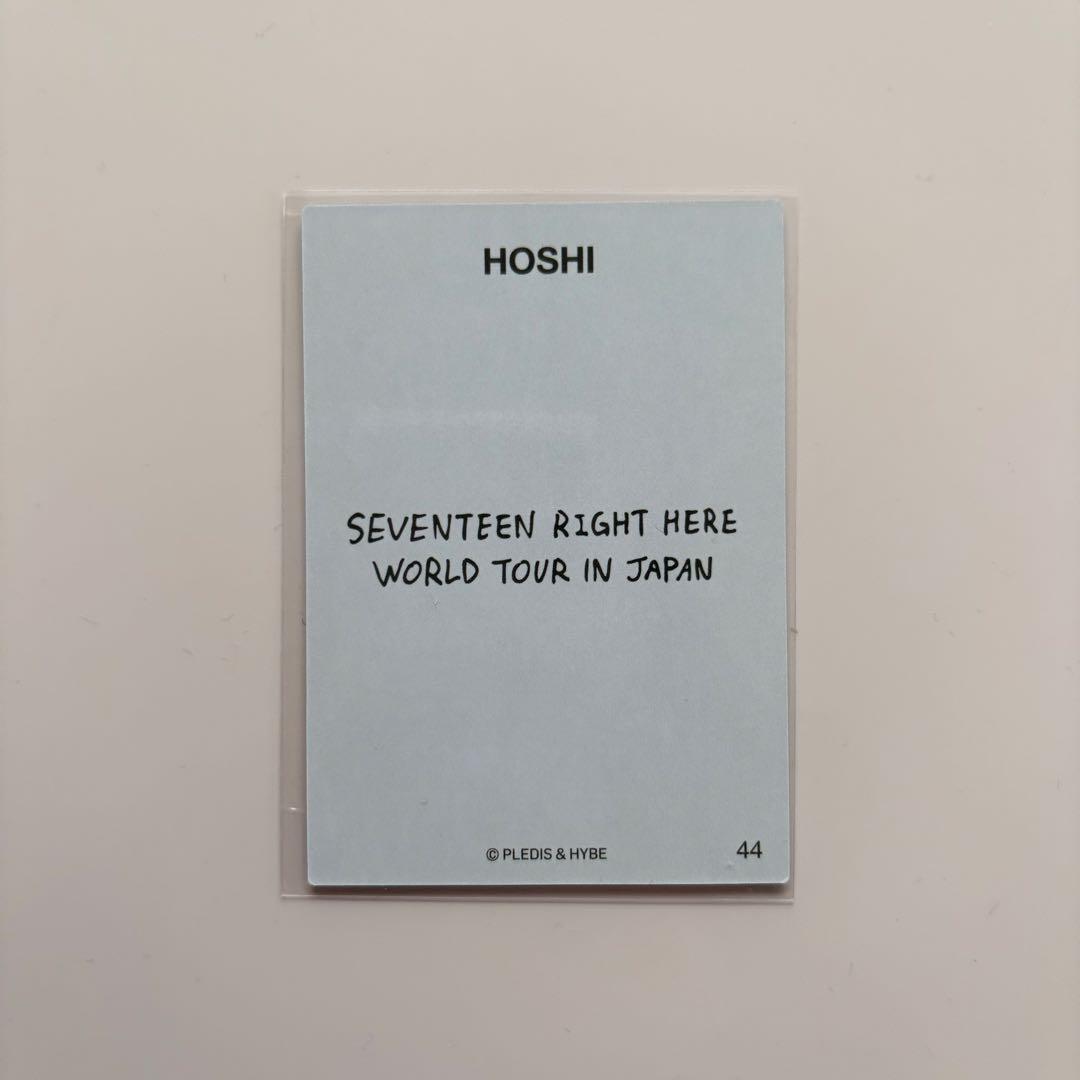 HOSHI
SEVENTEEN RIGHT HERE
WORLD TOUR IN JAPAN
© PLEDIS & HYBE
44